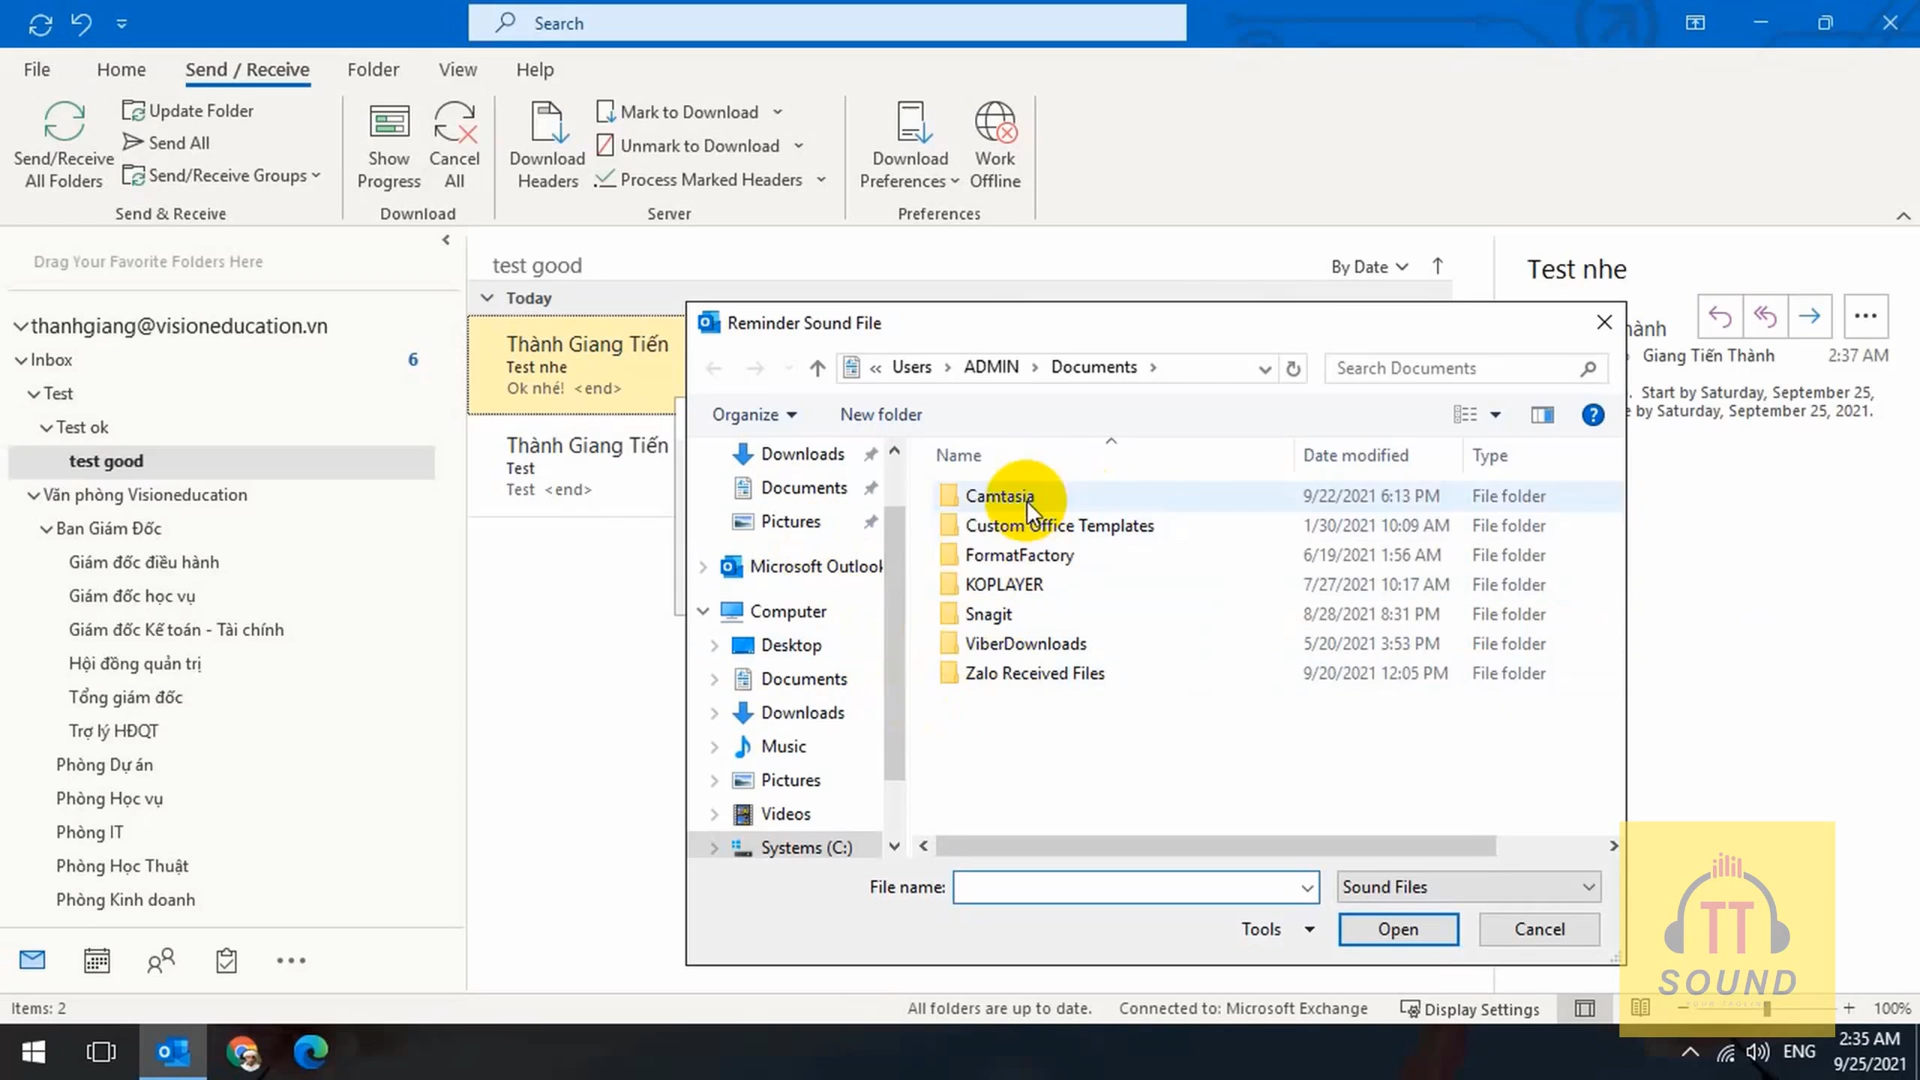 Search
File
Home
Send / Receive
Folder
View
Help
Send/Receive
All Folders
Update Folder
Send All
Send/Receive Groups
Send & Receive
Show
Progress
Cancel
All
Download
Download
Headers
Mark to Download
Unmark to Download
Process Marked Headers
Server
Download
Preferences
Work
Offline
Preferences
Drag Your Favorite Folders Here
thanhgiang@visioneducation.vn
Inbox 6
Test
Test ok
test good
Văn phòng Visioneducation
Ban Giám Đốc
Giám đốc điều hành
Giám đốc học vụ
Giám đốc Kế toán - Tài chính
Hội đồng quản trị
Tổng giám đốc
Trợ lý HĐQT
Phòng Dự án
Phòng Học vụ
Phòng IT
Phòng Học Thuật
Phòng Kinh doanh
test good
By Date
Today
Thành Giang Tiến
Test nhe
Ok nhé! <end>
Thành Giang Tiến
Test
Test <end>
Test nhe
Giang Tiến Thành 2:37 AM
Start by Saturday, September 25,
by Saturday, September 25, 2021.
Reminder Sound File
« Users > ADMIN > Documents >
Search Documents
Organize
New folder
Downloads
Documents
Pictures
Microsoft Outlook
Computer
Desktop
Documents
Downloads
Music
Pictures
Videos
Systems (C:)
Name Date modified Type
Camtasia 9/22/2021 6:13 PM File folder
Custom Office Templates 1/30/2021 10:09 AM File folder
FormatFactory 6/19/2021 1:56 AM File folder
KOPLAYER 7/27/2021 10:17 AM File folder
Snagit 8/28/2021 8:31 PM File folder
ViberDownloads 5/20/2021 3:53 PM File folder
Zalo Received Files 9/20/2021 12:05 PM File folder
File name:
Sound Files
Tools
Open
Cancel
TT
SOUND
Items: 2
All folders are up to date.
Connected to: Microsoft Exchange
Display Settings
100%
ENG
2:35 AM
9/25/2021